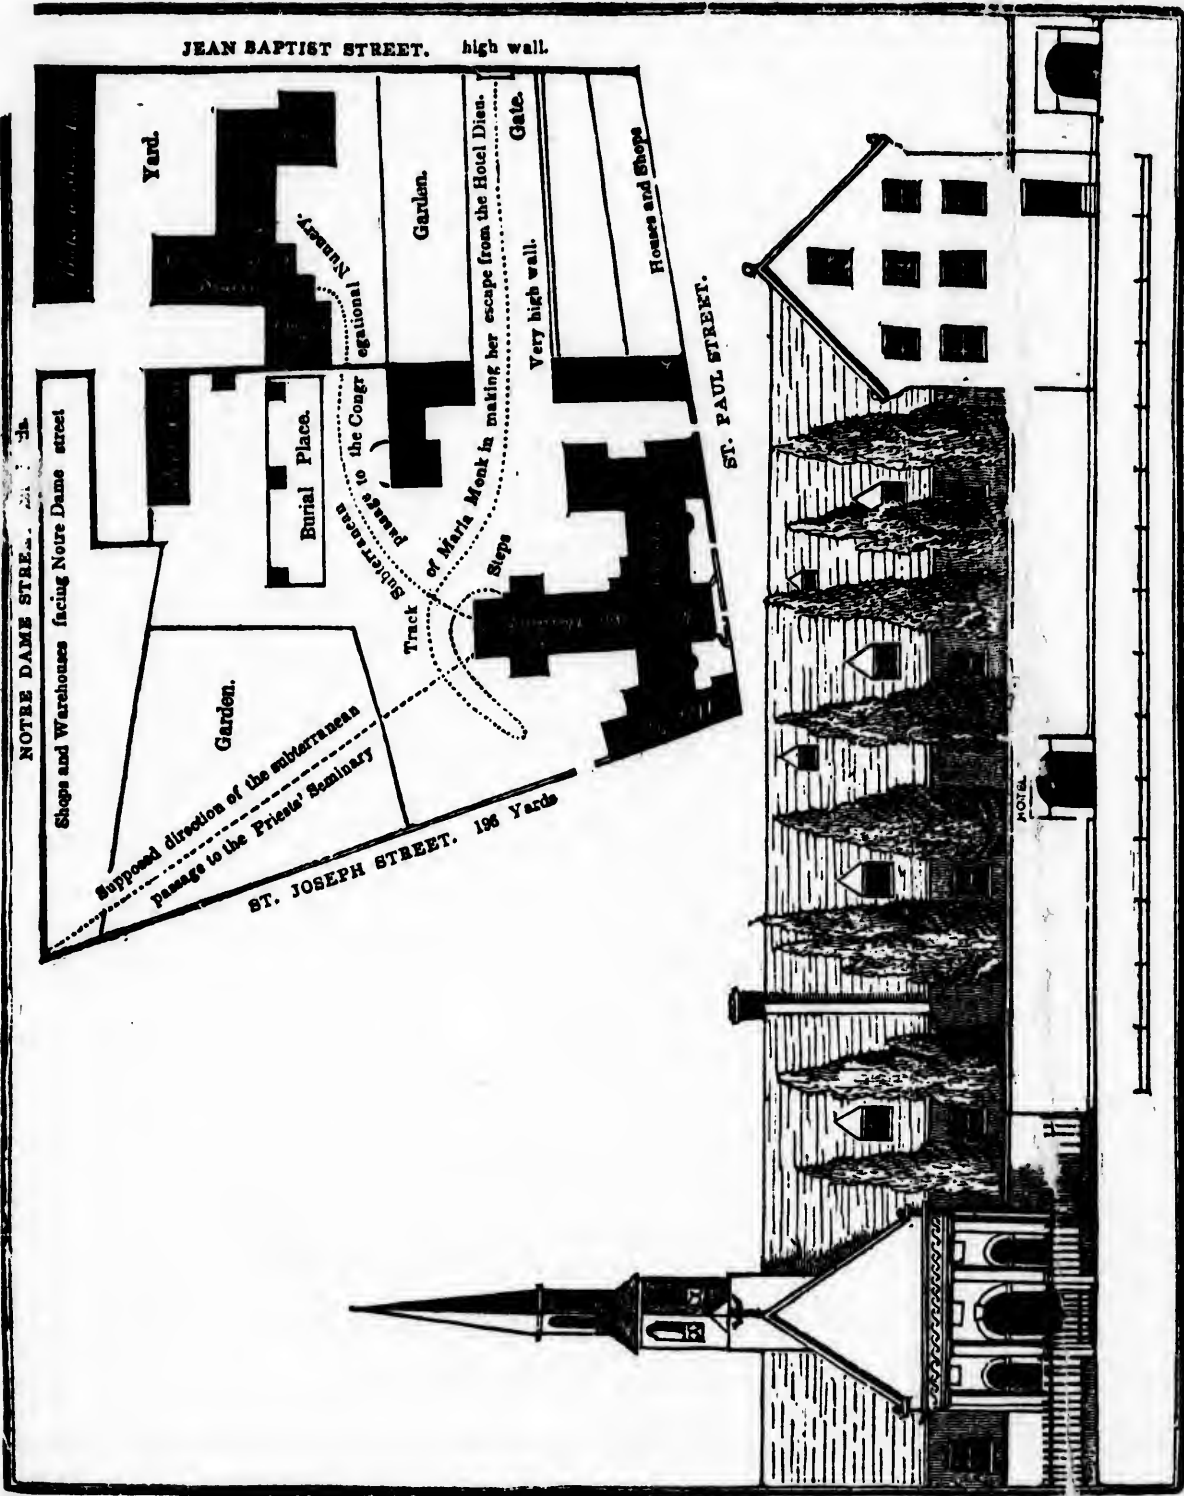 JEAN BAPTIST STREET. high wall.
NOTRE DAME
Shops and Warehouses facing Notre Dame street
Yard.
Garden.
Gate.
Houses and Shops
Very high wall.
Track of Maria Monk in making her escape from the Hotel Dieu.
Subterranean passage to the Congregational Nunnery.
Burial Place.
Steps
Garden.
Supposed direction of the subterranean
passage to the Priests' Seminary
ST. JOSEPH STREET. 196 Yards
ST. PAUL STREET.
HOTEL